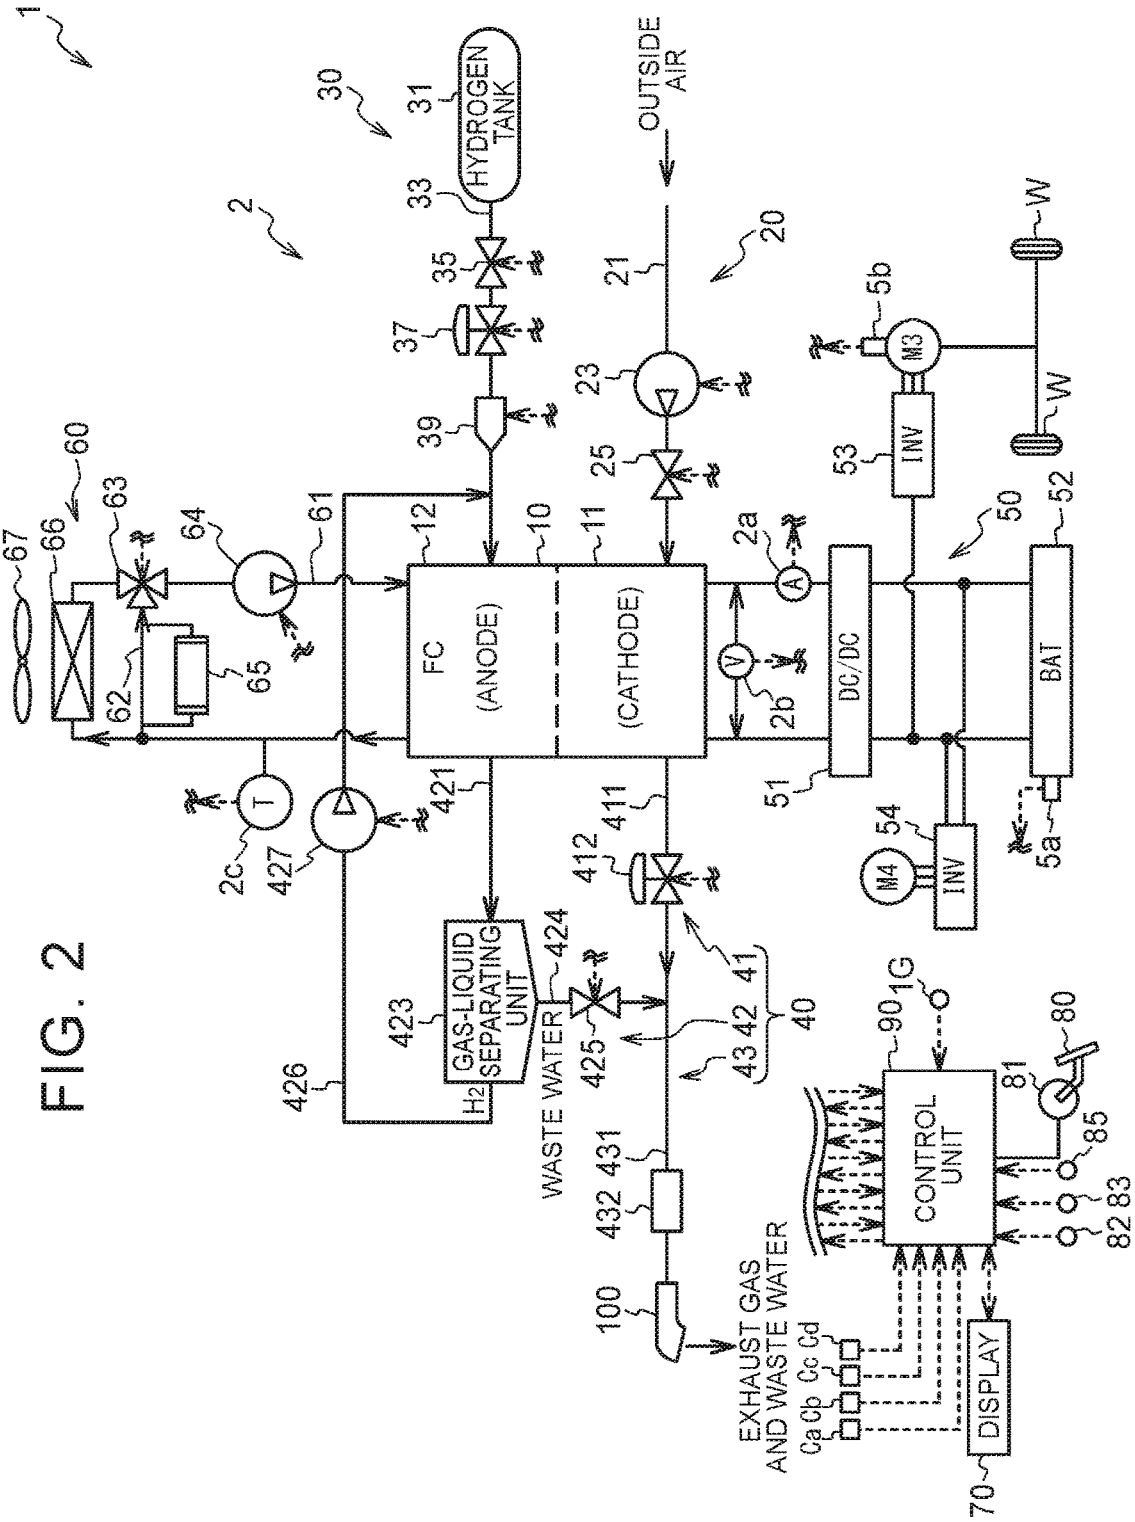 FIG. 2
1
2
30
31
HYDROGEN
TANK
33
35
37
39
OUTSIDE
AIR
20
21
23
25
60
67
66
63
64
61
62
65
2c
T
427
426
12
10
11
FC
(ANODE)
(CATHODE)
421
411
412
423
GAS-LIQUID
SEPARATING
UNIT
H2
424
425
WASTE WATER
41
42
43
40
431
432
100
EXHAUST GAS
AND WASTE WATER
2a
A
2b
V
50
51
DC/DC
52
BAT
5a
53
INV
5b
M3
W
W
54
INV
M4
90
1G
CONTROL
UNIT
80
81
85
83
82
Ca
Cb
Cc
Cd
70
DISPLAY